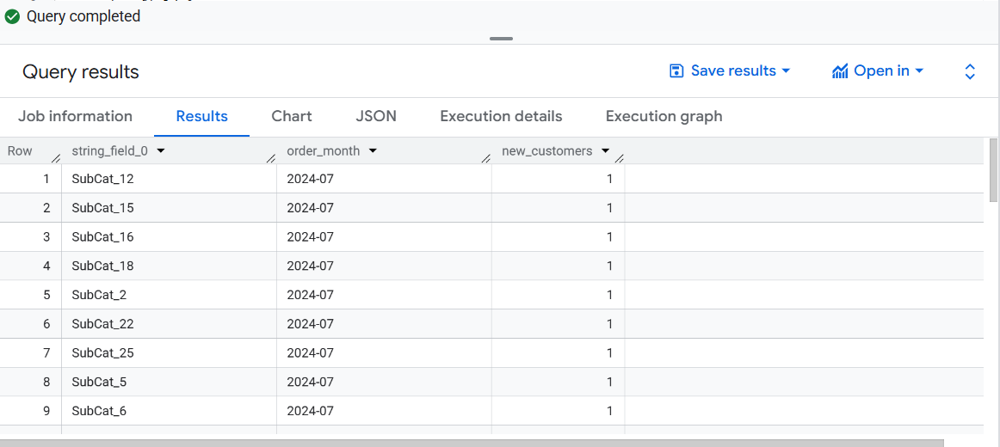 Query completed
Query results
Save results
Open in
Job information Results Chart JSON Execution details Execution graph
Row string_field_0 order_month new_customers
1 SubCat_12 2024-07 1
2 SubCat_15 2024-07 1
3 SubCat_16 2024-07 1
4 SubCat_18 2024-07 1
5 SubCat_2 2024-07 1
6 SubCat_22 2024-07 1
7 SubCat_25 2024-07 1
8 SubCat_5 2024-07 1
9 SubCat_6 2024-07 1